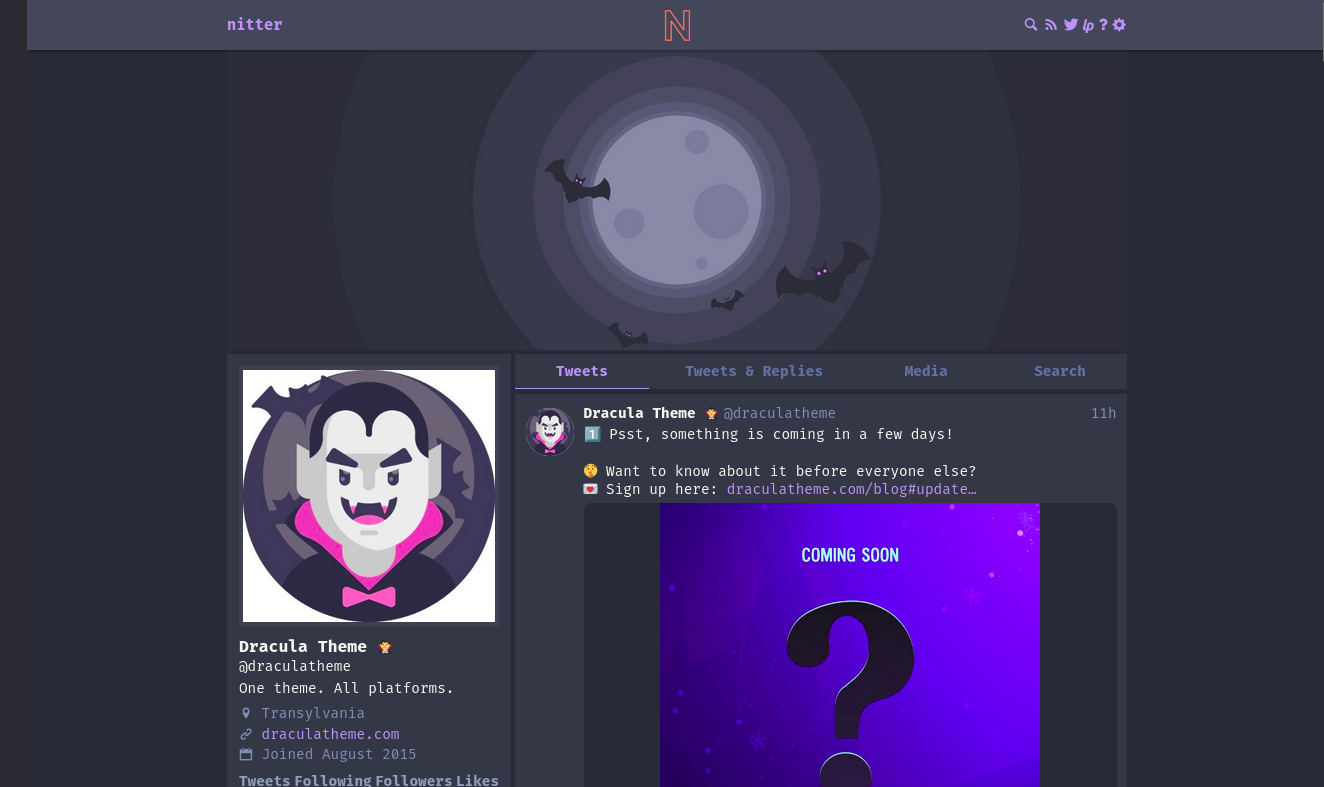 nitter
N
lp ?
Tweets Tweets & Replies Media Search
Dracula Theme 🧛 @draculatheme 11h
1️⃣ Psst, something is coming in a few days!
🤫 Want to know about it before everyone else?
💌 Sign up here: draculatheme.com/blog#update…
COMING SOON
?
Dracula Theme 🧛
@draculatheme
One theme. All platforms.
Transylvania
draculatheme.com
Joined August 2015
Tweets Following Followers Likes